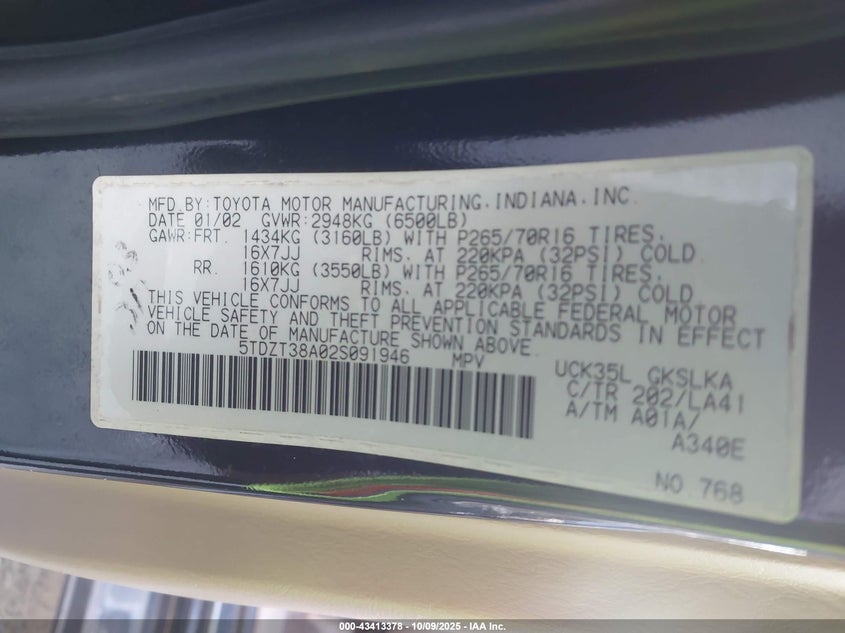 MFD.BY:TOYOTA MOTOR MANUFACTURING.INDIANA.INC.
DATE 01/02 GVWR:2948KG (6500LB)
GAWR:FRT. 1434KG (3160LB) WITH P265/70R16 TIRES.
16X7JJ RIMS. AT 220KPA (32PSI) COLD
RR. 1610KG (3550LB) WITH P265/70R16 TIRES.
16X7JJ RIMS. AT 220KPA (32PSI) COLD
THIS VEHICLE CONFORMS TO ALL APPLICABLE FEDERAL MOTOR
VEHICLE SAFETY AND THEFT PREVENTION STANDARDS IN EFFECT
ON THE DATE OF MANUFACTURE SHOWN ABOVE.
5TDZT38A02S091946 MPV
UCK35L GKSLKA
C/TR 202/LA41
A/TM A01A/
A340E
NO.768
000-43413378 - 10/09/2025 - IAA Inc.